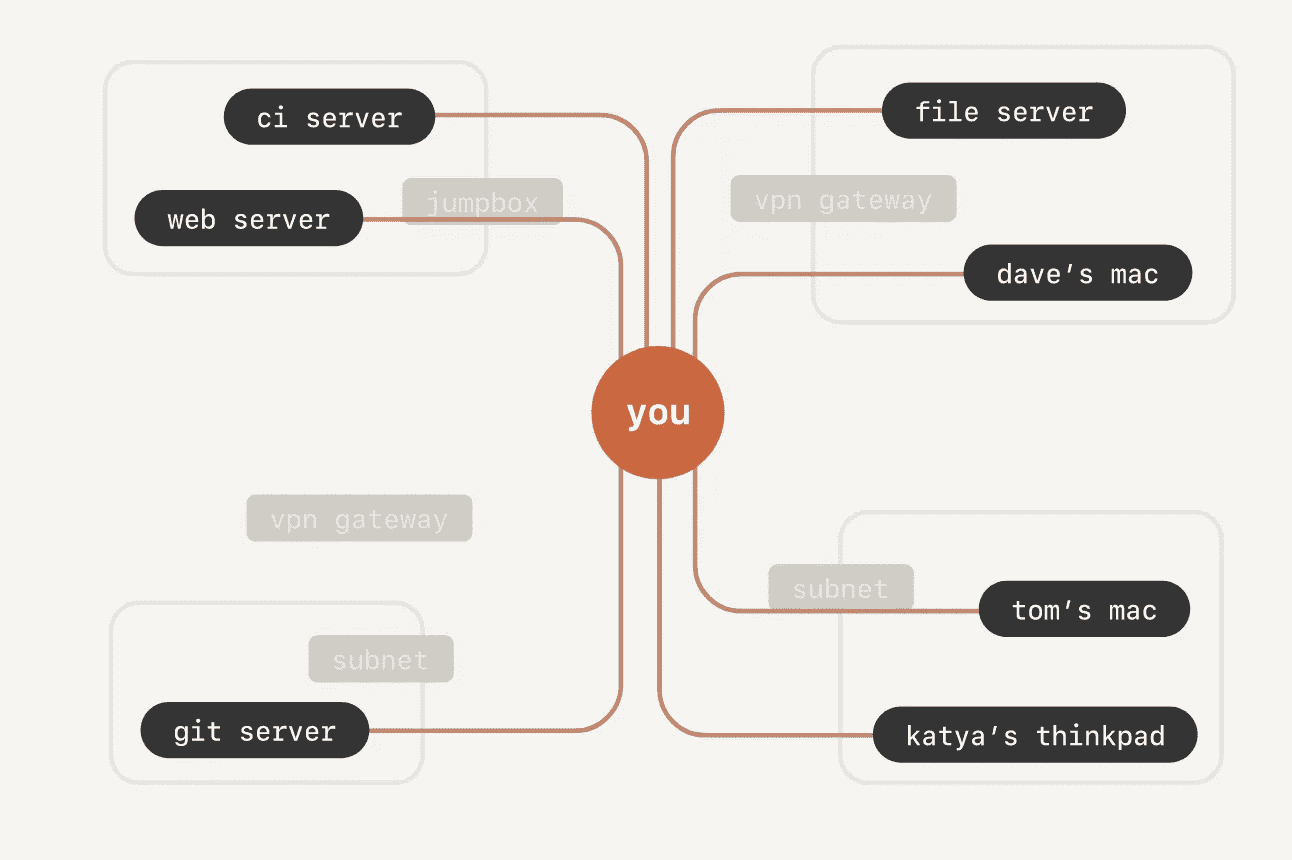 ci server
file server
jumpbox
vpn gateway
web server
dave’s mac
you
vpn gateway
subnet
tom’s mac
subnet
git server
katya’s thinkpad